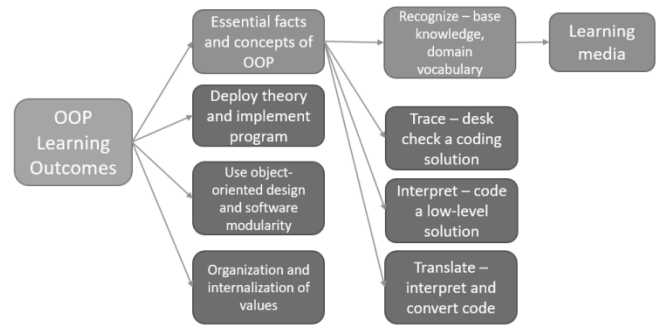 OOP
Learning
Outcomes
Essential facts
and concepts of
OOP
Deploy theory
and implement
program
Use object-
oriented design
and software
modularity
Organization and
internalization of
values
Recognize – base
knowledge,
domain
vocabulary
Trace – desk
check a coding
solution
Interpret – code
a low-level
solution
Translate –
interpret and
convert code
Learning
media